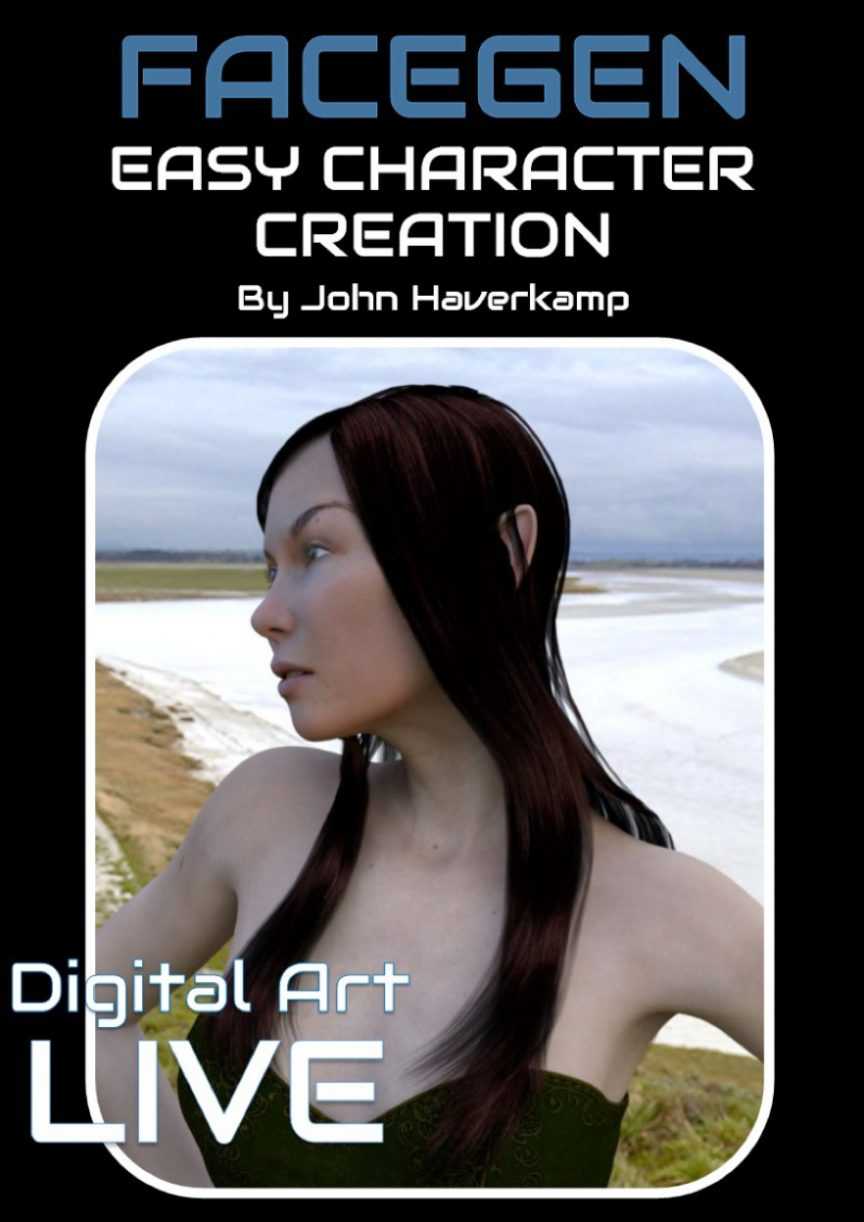 FACEGEN
EASY CHARACTER
CREATION
By John Haverkamp
Digital Art
LIVE